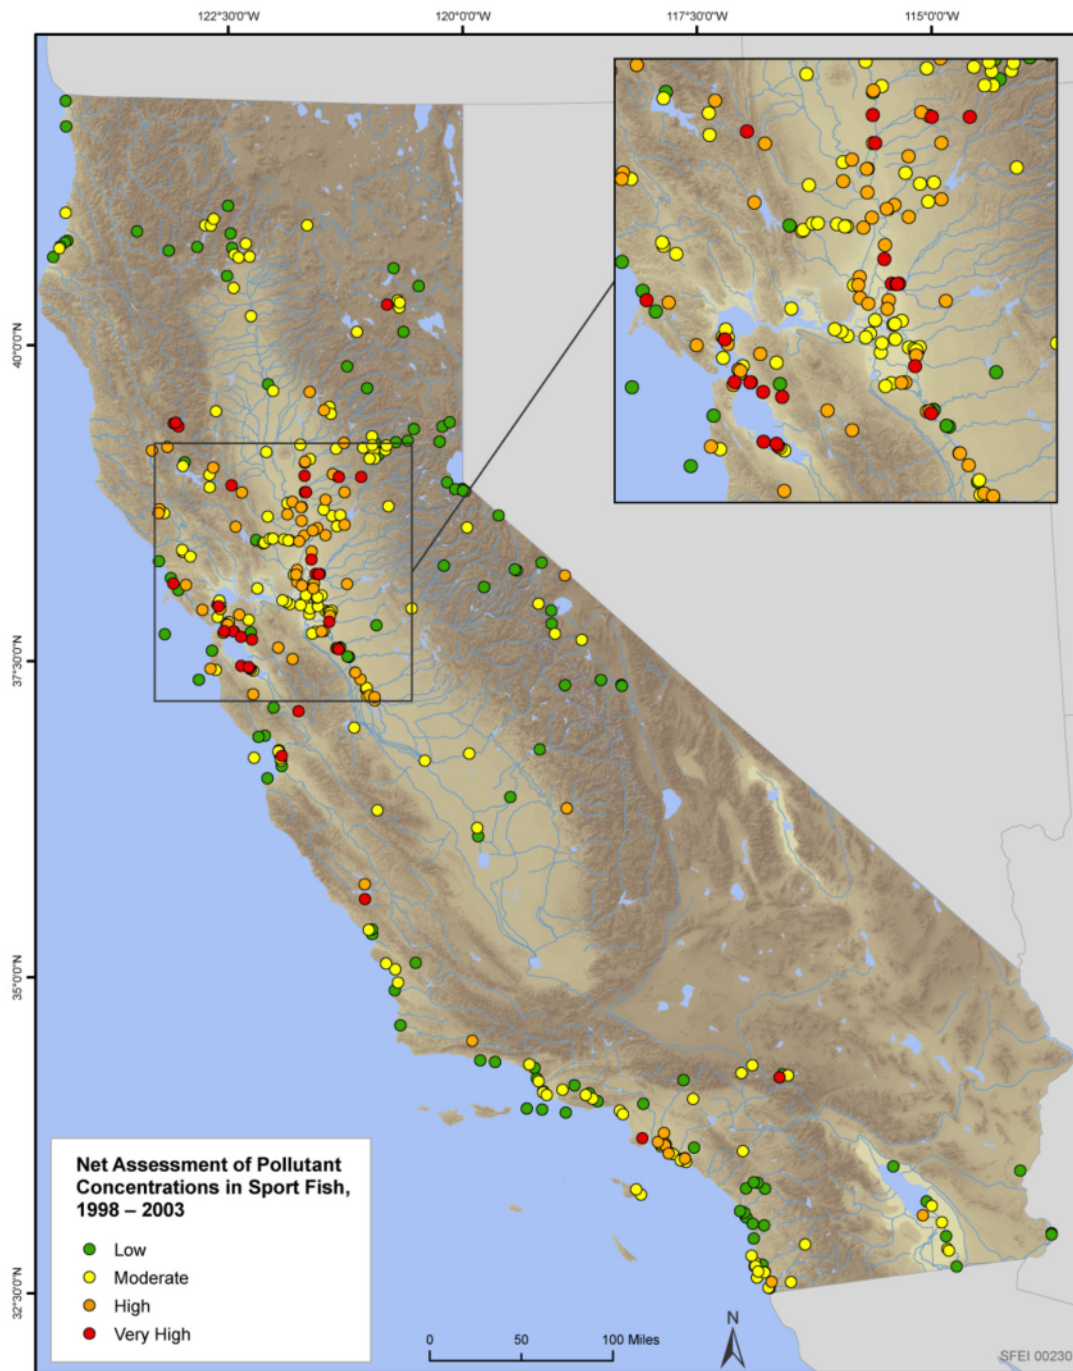 122°30'0"W
120°0'0"W
117°30'0"W
115°0'0"W
40°0'0"N
37°30'0"N
35°0'0"N
32°30'0"N
Net Assessment of Pollutant
Concentrations in Sport Fish,
1998 – 2003
Low
Moderate
High
Very High
N
0 50 100 Miles
SFEI 00230